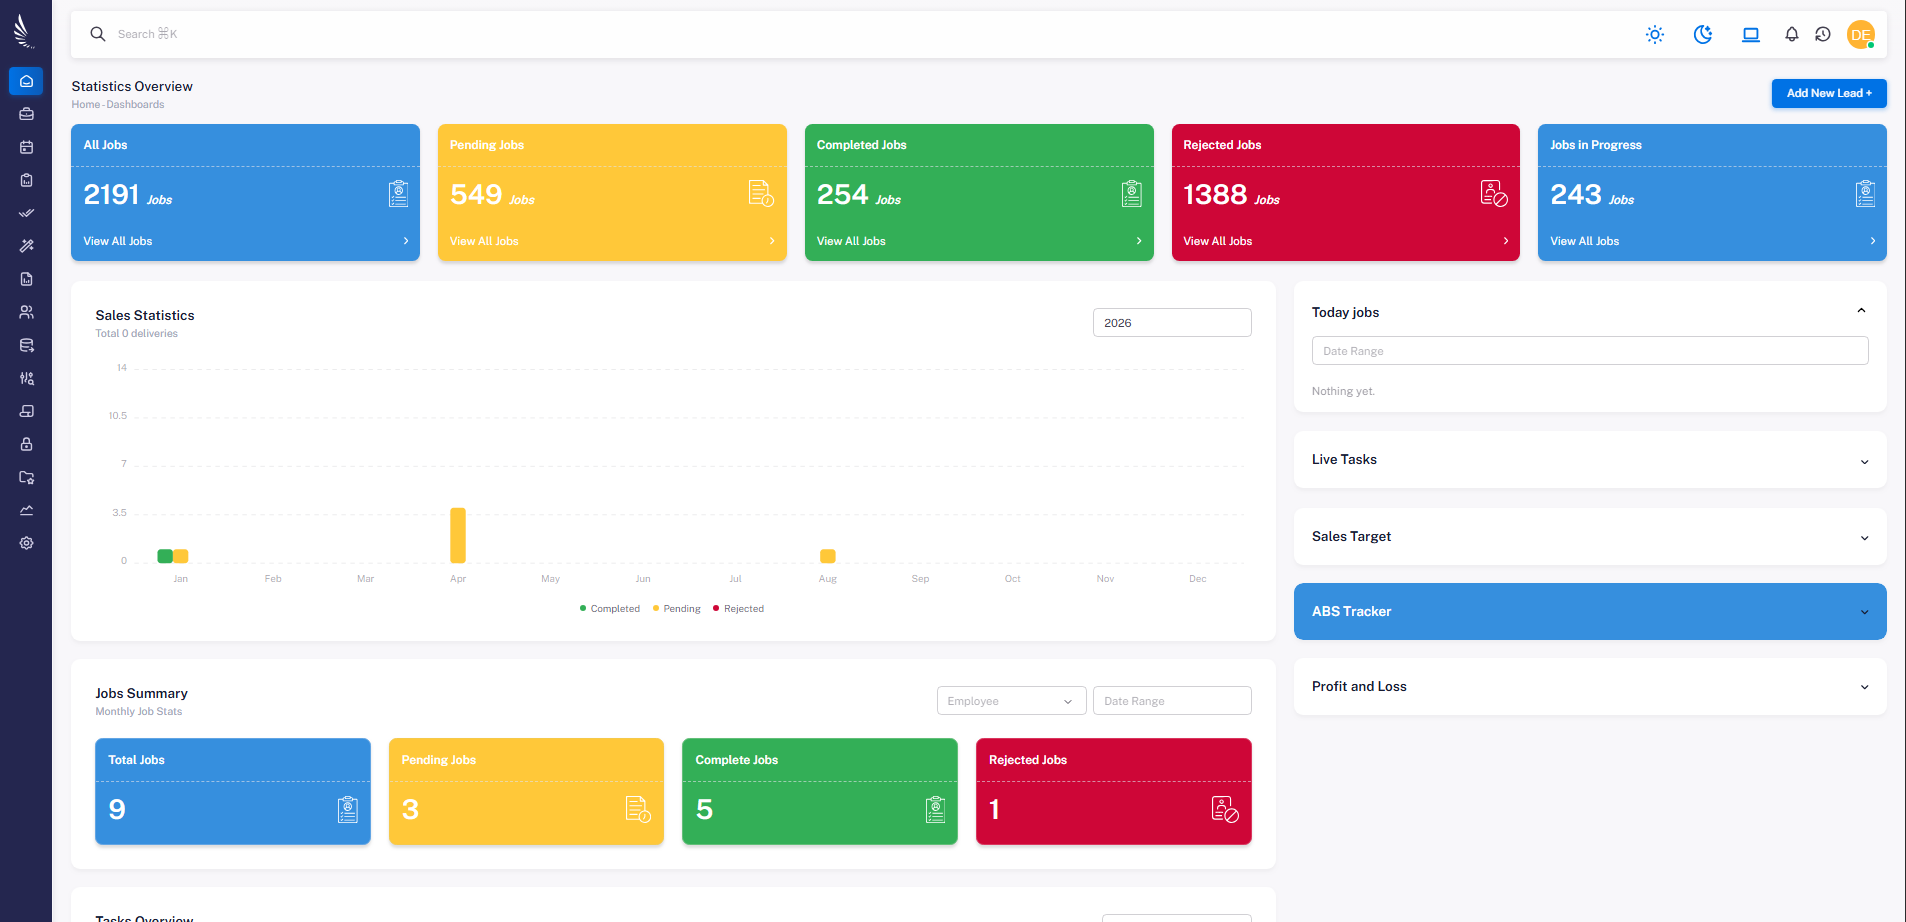 Search ⌘K
DE
Statistics Overview
Home - Dashboards
Add New Lead +
All Jobs
2191 Jobs
View All Jobs
Pending Jobs
549 Jobs
View All Jobs
Completed Jobs
254 Jobs
View All Jobs
Rejected Jobs
1388 Jobs
View All Jobs
Jobs in Progress
243 Jobs
View All Jobs
Sales Statistics
Total 0 deliveries
2026
14
10.5
7
3.5
0
Jan Feb Mar Apr May Jun Jul Aug Sep Oct Nov Dec
Completed Pending Rejected
Today jobs
Date Range
Nothing yet.
Live Tasks
Sales Target
ABS Tracker
Profit and Loss
Jobs Summary
Monthly Job Stats
Employee
Date Range
Total Jobs
9
Pending Jobs
3
Complete Jobs
5
Rejected Jobs
1
Tasks Overview